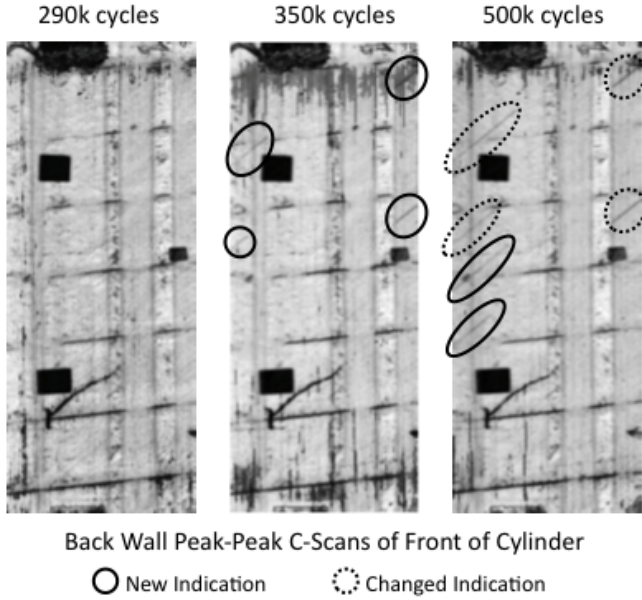 290k cycles 350k cycles 500k cycles
Back Wall Peak-Peak C-Scans of Front of Cylinder
New Indication Changed Indication